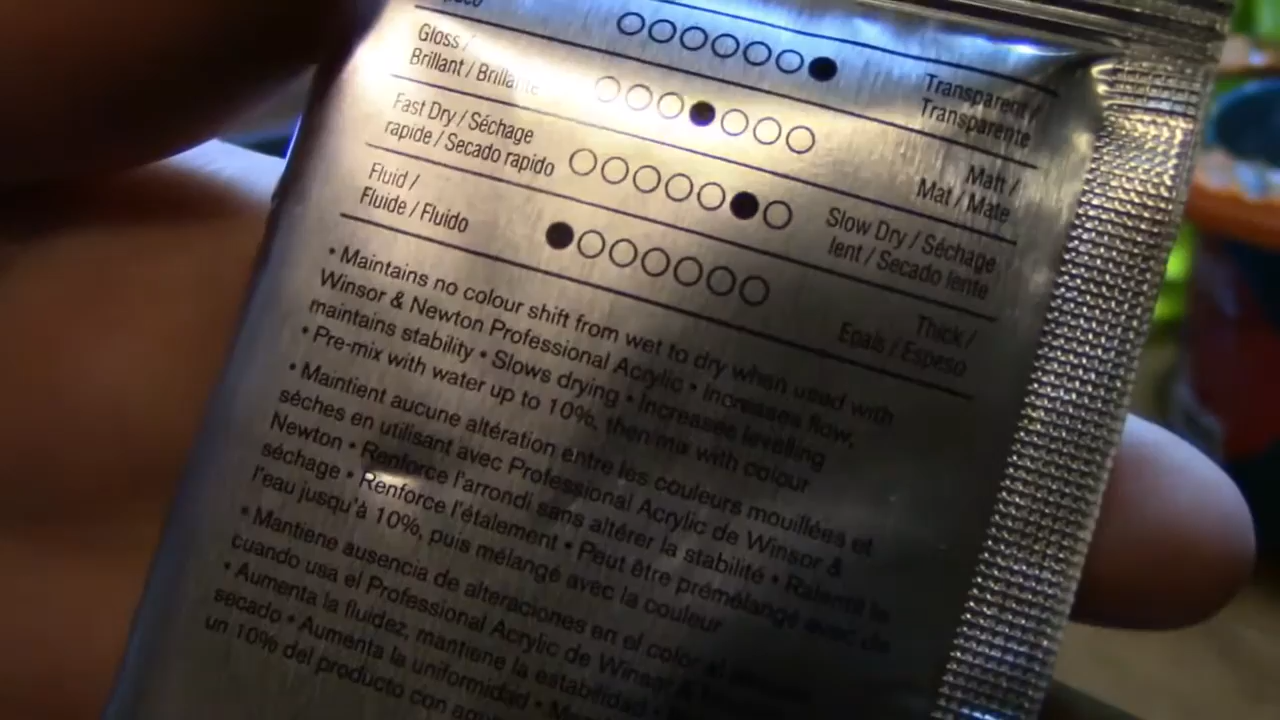 Transparent /
Transparente
Gloss /
Brillant / Brillante
Matt /
Mat / Mate
Fast Dry / Séchage
rapide / Secado rapido
Slow Dry / Séchage
lent / Secado lente
Fluid /
Fluide / Fluido
Thick /
Epais / Espeso
• Maintains no colour shift from wet to dry when used with
Winsor & Newton Professional Acrylic • Increases flow,
maintains stability • Slows drying • Increases levelling
• Pre-mix with water up to 10%, then mix with colour
• Maintient aucune altération entre les couleurs mouillées et
sèches en utilisant avec Professional Acrylic de Winsor &
Newton • Renforce l'arrondi sans altérer la stabilité • Ralentit le
séchage • Renforce l'étalement • Peut être prémélangé avec de
l'eau jusqu'à 10%, puis mélangé avec la couleur
• Mantiene ausencia de alteraciones en el color al
cuando usa el Professional Acrylic de Winsor &
• Aumenta la fluidez, mantiene la estabilidad •
secado • Aumenta la uniformidad •
un 10% del producto con agua